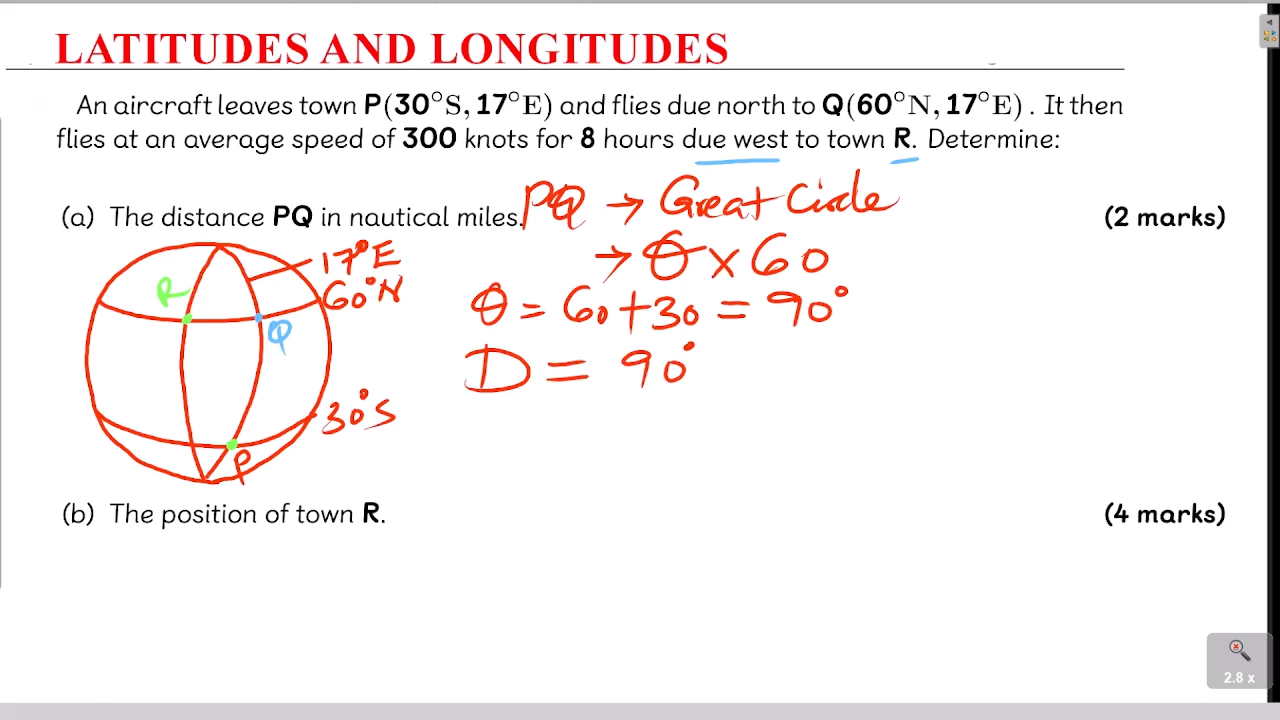 LATITUDES AND LONGITUDES
An aircraft leaves town P(30°S, 17°E) and flies due north to Q(60°N, 17°E) . It then
flies at an average speed of 300 knots for 8 hours due west to town R. Determine:
(a) The distance PQ in nautical miles. PQ → Great Circle (2 marks)
→ θ × 60
17°E
60°N
R
Q
θ = 60 + 30 = 90°
D = 90°
30°S
P
(b) The position of town R. (4 marks)
2.8 x